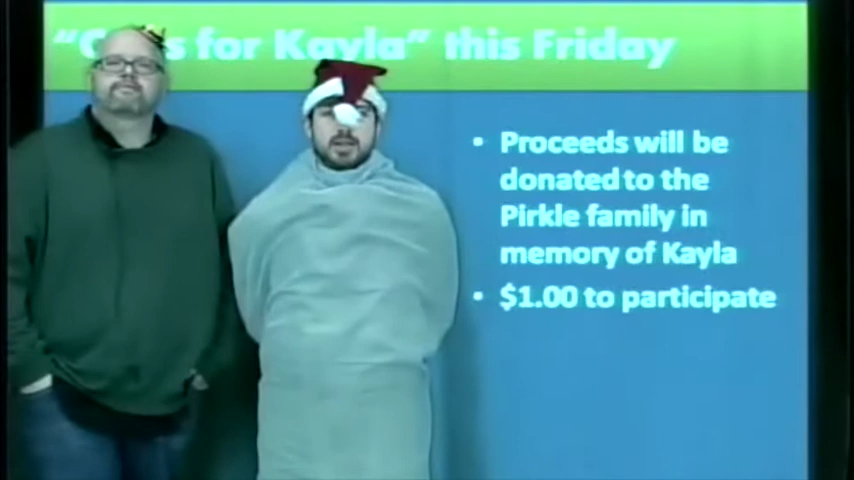 for Kayla" this Friday
• Proceeds will be
donated to the
Pirkle family in
memory of Kayla
• $1.00 to participate